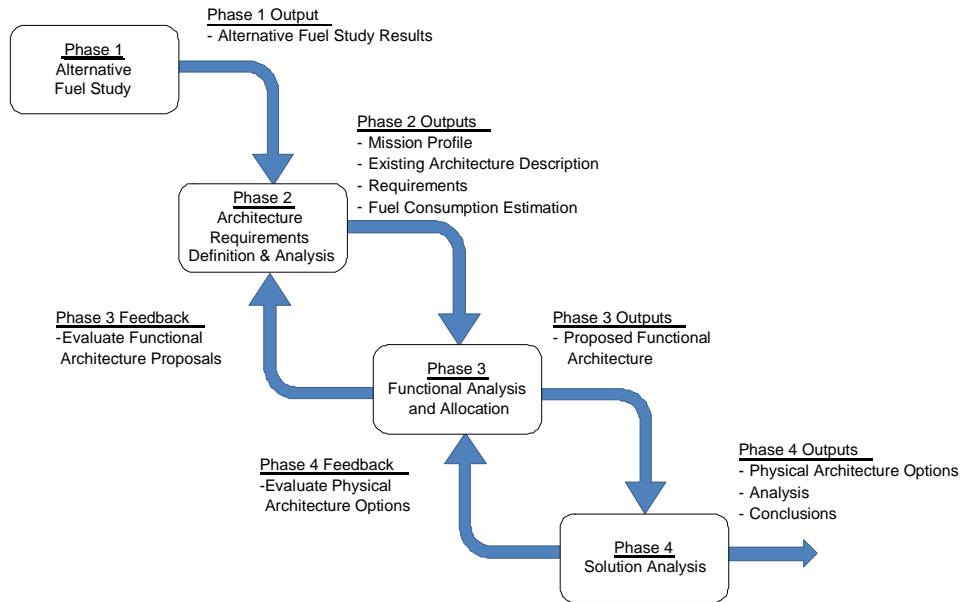 Phase 1 Output
- Alternative Fuel Study Results
Phase 1
Alternative
Fuel Study
Phase 2 Outputs
- Mission Profile
- Existing Architecture Description
- Requirements
- Fuel Consumption Estimation
Phase 2
Architecture
Requirements
Definition & Analysis
Phase 3 Feedback
-Evaluate Functional
Architecture Proposals
Phase 3 Outputs
- Proposed Functional
Architecture
Phase 3
Functional Analysis
and Allocation
Phase 4 Feedback
-Evaluate Physical
Architecture Options
Phase 4 Outputs
- Physical Architecture Options
- Analysis
- Conclusions
Phase 4
Solution Analysis